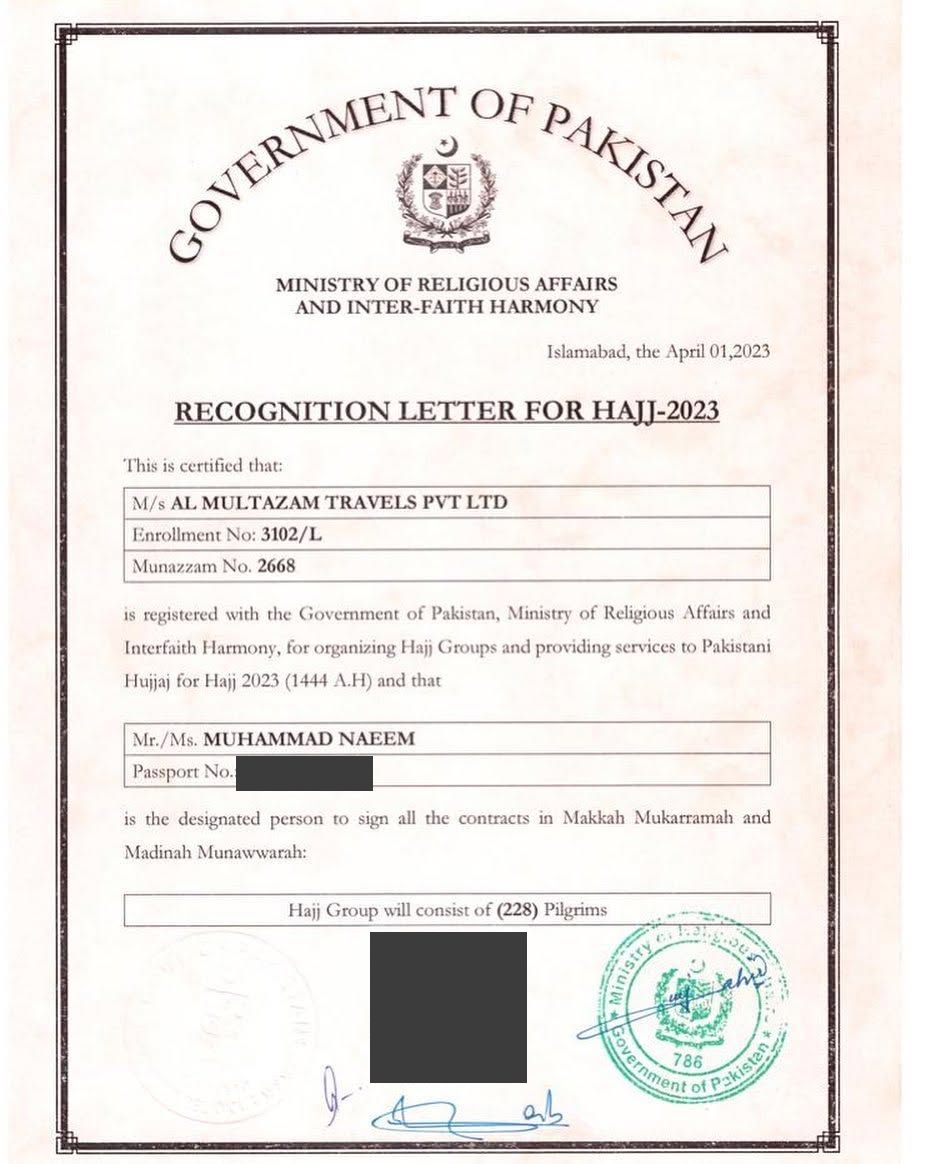 GOVERNMENT OF PAKISTAN
MINISTRY OF RELIGIOUS AFFAIRS
AND INTER-FAITH HARMONY
Islamabad, the April 01,2023
RECOGNITION LETTER FOR HAJJ-2023
This is certified that:
M/s AL MULTAZAM TRAVELS PVT LTD
Enrollment No: 3102/L
Munazzam No. 2668
is registered with the Government of Pakistan, Ministry of Religious Affairs and
Interfaith Harmony, for organizing Hajj Groups and providing services to Pakistani
Hujjaj for Hajj 2023 (1444 A.H) and that
Mr./Ms. MUHAMMAD NAEEM
Passport No.:
is the designated person to sign all the contracts in Makkah Mukarramah and
Madinah Munawwarah:
Hajj Group will consist of (228) Pilgrims
Ministry of Religious
786
Government of Pakistan